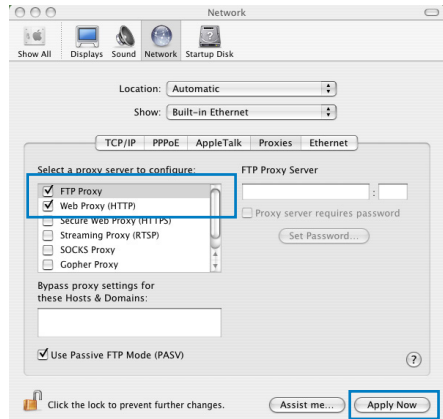 Network
Show All Displays Sound Network Startup Disk
Location: Automatic
Show: Built-in Ethernet
TCP/IP PPPoE AppleTalk Proxies Ethernet
Select a proxy server to configure:
FTP Proxy
Web Proxy (HTTP)
Secure Web Proxy (HTTPS)
Streaming Proxy (RTSP)
SOCKS Proxy
Gopher Proxy
FTP Proxy Server
:
Proxy server requires password
Set Password...
Bypass proxy settings for
these Hosts & Domains:
Use Passive FTP Mode (PASV)
?
Click the lock to prevent further changes.
Assist me... Apply Now